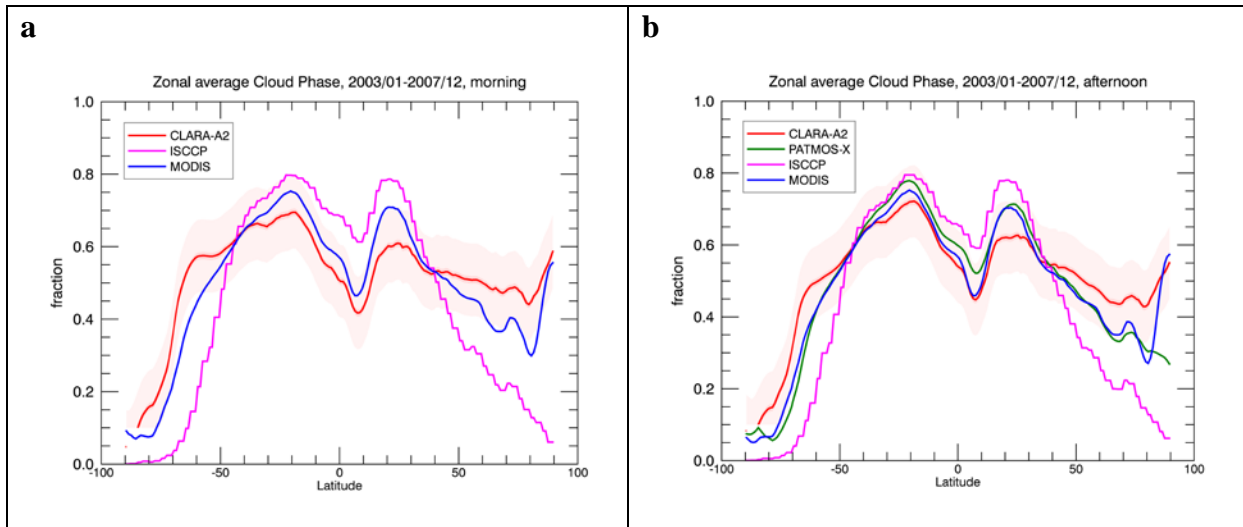 a
Zonal average Cloud Phase, 2003/01-2007/12, morning
1.0
0.8
0.6
0.4
0.2
0.0
fraction
CLARA-A2
ISCCP
MODIS
-100
-50
0
50
100
Latitude
b
Zonal average Cloud Phase, 2003/01-2007/12, afternoon
1.0
0.8
0.6
0.4
0.2
0.0
fraction
CLARA-A2
PATMOS-X
ISCCP
MODIS
-100
-50
0
50
100
Latitude